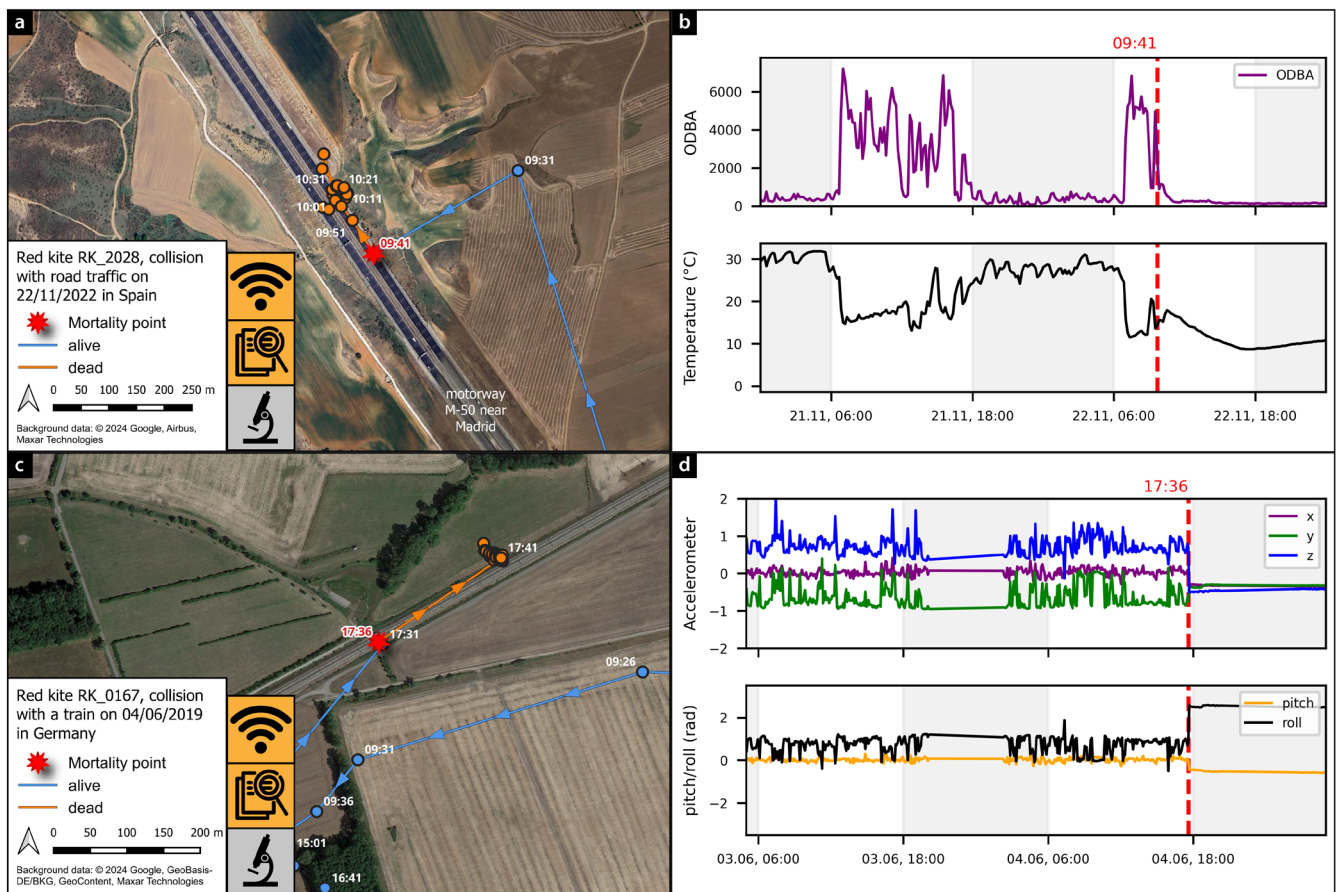 a
09:31
10:31
10:21
10:11
10:01
09:51
09:41
Red kite RK_2028, collision
with road traffic on
22/11/2022 in Spain
Mortality point
alive
dead
0 50 100 150 200 250 m
Background data: © 2024 Google, Airbus,
Maxar Technologies
motorway
M-50 near
Madrid
b
09:41
ODBA
ODBA
6000
4000
2000
0
Temperature (°C)
30
20
10
0
21.11, 06:00
21.11, 18:00
22.11, 06:00
22.11, 18:00
c
17:41
17:36
17:31
09:26
09:31
09:36
15:01
16:41
Red kite RK_0167, collision
with a train on 04/06/2019
in Germany
Mortality point
alive
dead
0 50 100 150 200 m
Background data: © 2024 Google, GeoBasis-
DE/BKG, GeoContent, Maxar Technologies
d
17:36
Accelerometer
2
1
0
−1
−2
x
y
z
pitch/roll (rad)
2
0
−2
pitch
roll
03.06, 06:00
03.06, 18:00
04.06, 06:00
04.06, 18:00